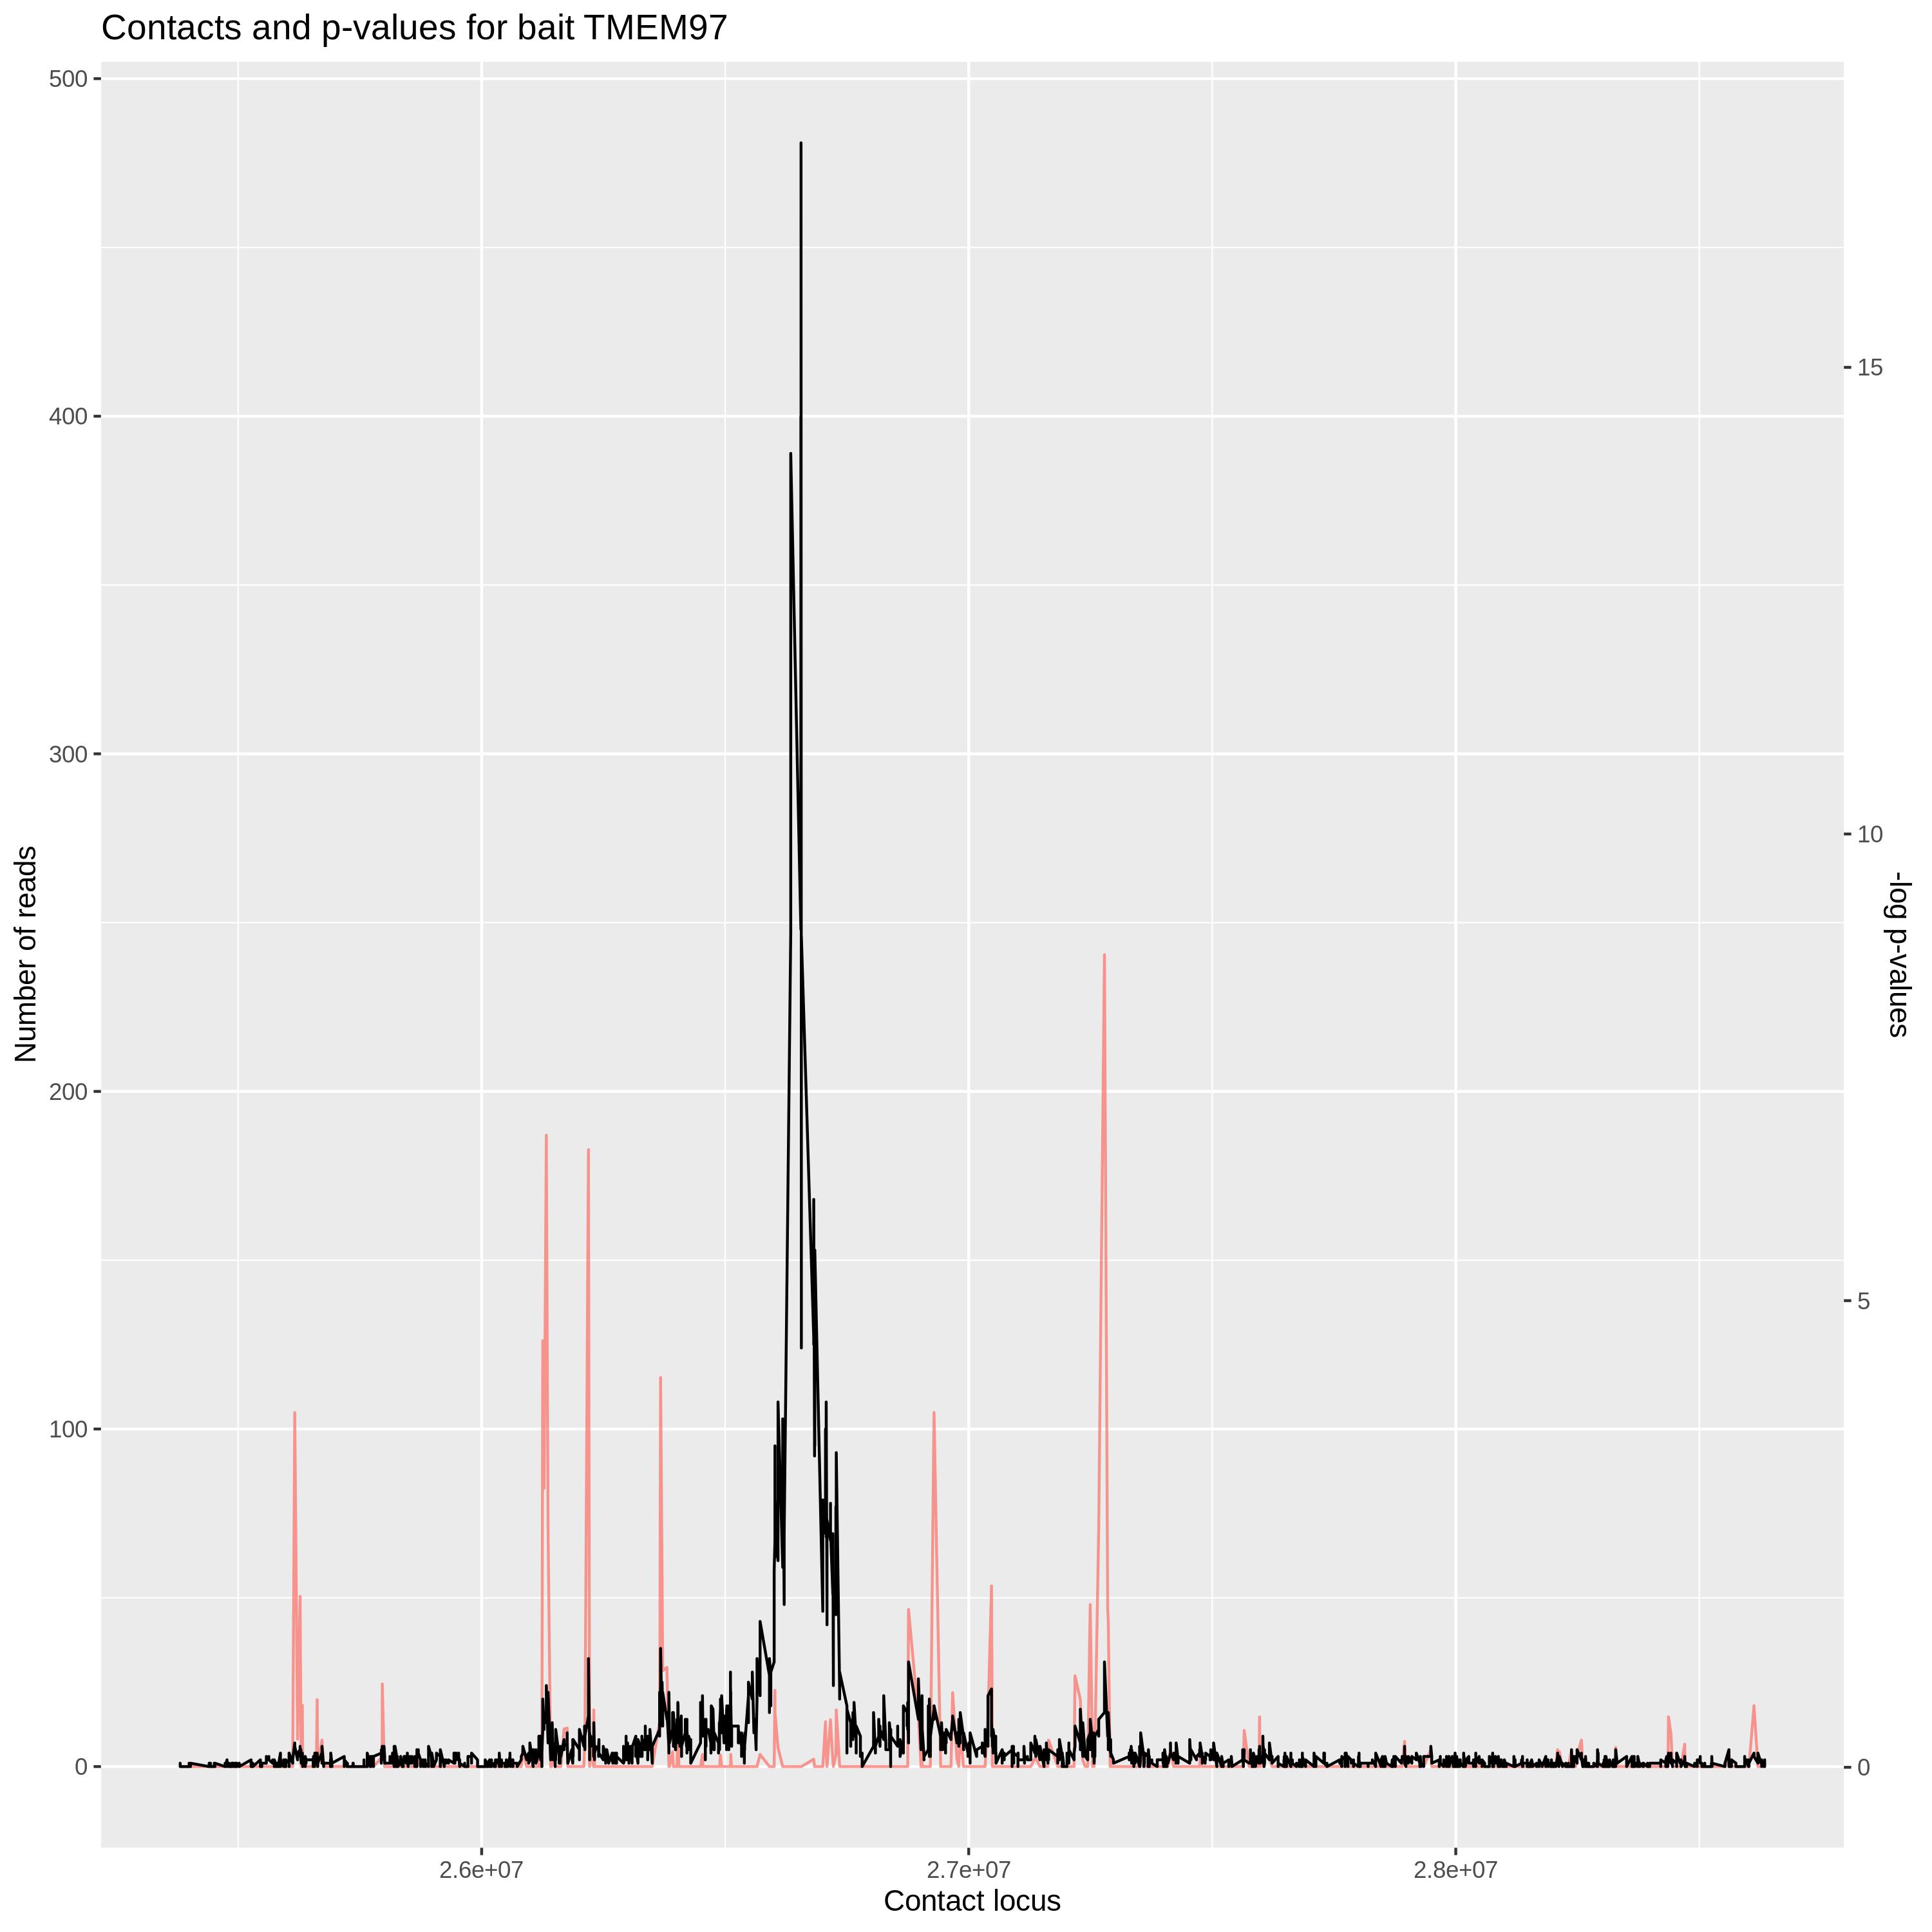 Contacts and p-values for bait TMEM97
500
400
300
200
100
0
Number of reads
15
10
5
0
-log p-values
2.6e+07
2.7e+07
2.8e+07
Contact locus